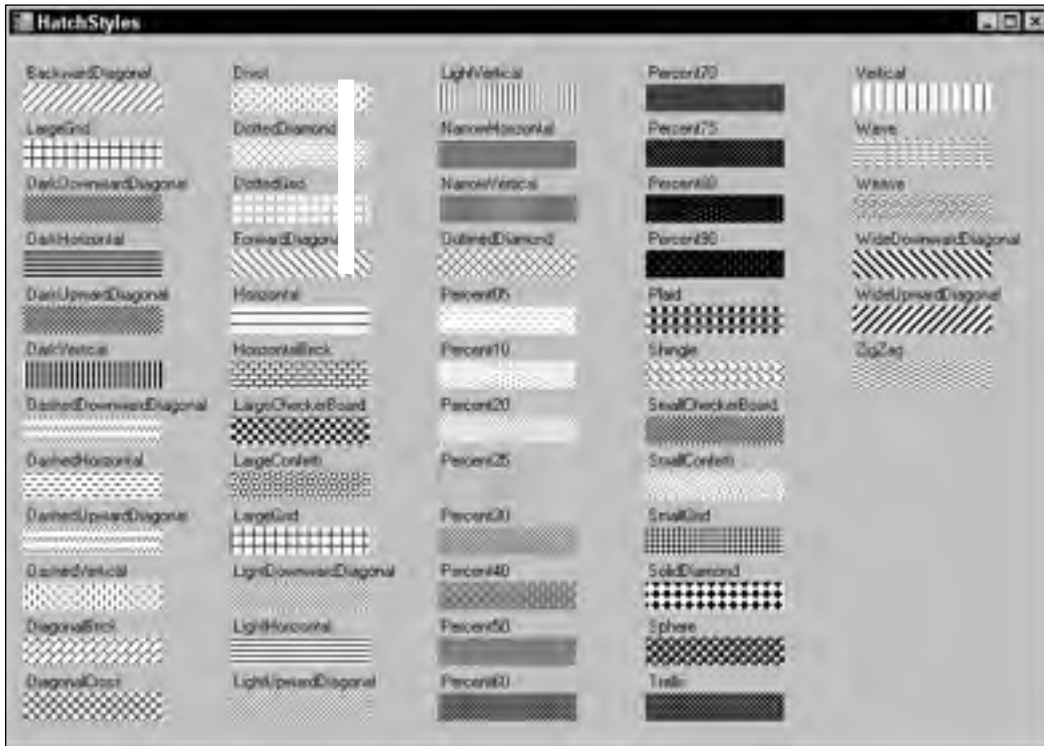 HatchStyles
BackwardDiagonal
LargeGrid
DarkDownwardDiagonal
DarkHorizontal
DarkUpwardDiagonal
DarkVertical
DashedDownwardDiagonal
DashedHorizontal
DashedUpwardDiagonal
DashedVertical
DiagonalBrick
DiagonalCross
Divot
DottedDiamond
DottedGrid
ForwardDiagonal
Horizontal
HorizontalBrick
LargeCheckerBoard
LargeConfetti
LargeGrid
LightDownwardDiagonal
LightHorizontal
LightUpwardDiagonal
LightVertical
NarrowHorizontal
NarrowVertical
OutlinedDiamond
Percent05
Percent10
Percent20
Percent25
Percent30
Percent40
Percent50
Percent60
Percent70
Percent75
Percent80
Percent90
Plaid
Shingle
SmallCheckerBoard
SmallConfetti
SmallGrid
SolidDiamond
Sphere
Trellis
Vertical
Wave
Weave
WideDownwardDiagonal
WideUpwardDiagonal
ZigZag